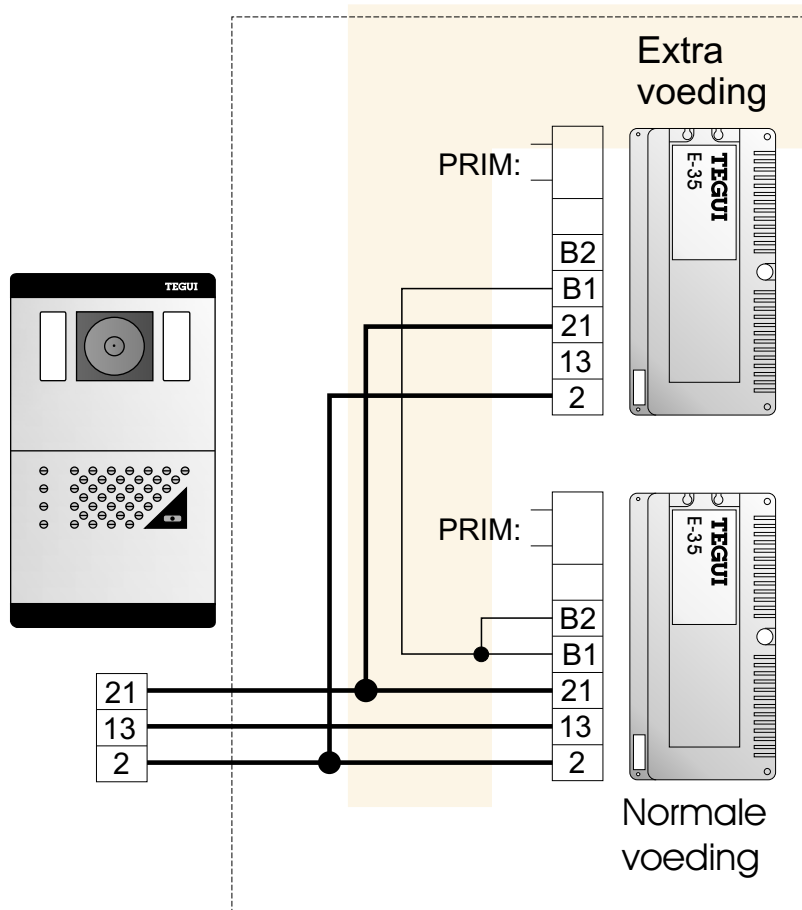 Extra
voeding
PRIM:
B2
B1
21
13
2
TEGUI
E-35
TEGUI
PRIM:
B2
B1
21
13
2
TEGUI
E-35
21
13
2
Normale
voeding